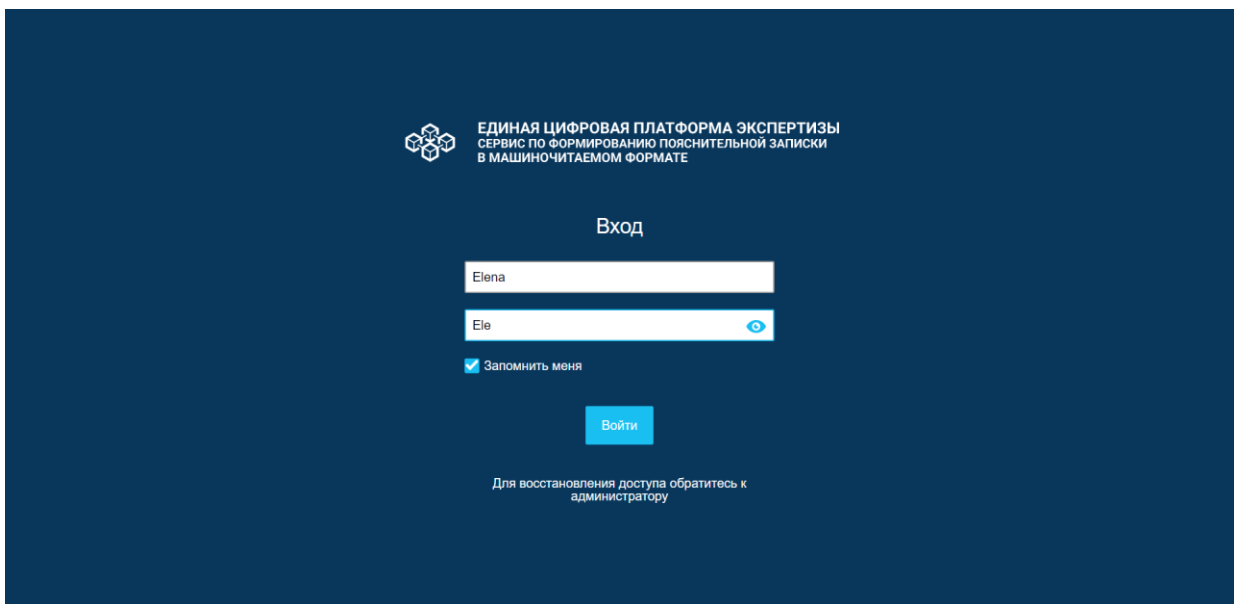 ЕДИНАЯ ЦИФРОВАЯ ПЛАТФОРМА ЭКСПЕРТИЗЫ
СЕРВИС ПО ФОРМИРОВАНИЮ ПОЯСНИТЕЛЬНОЙ ЗАПИСКИ
В МАШИНОЧИТАЕМОМ ФОРМАТЕ
Вход
Elena
Ele
Запомнить меня
Войти
Для восстановления доступа обратитесь к
администратору